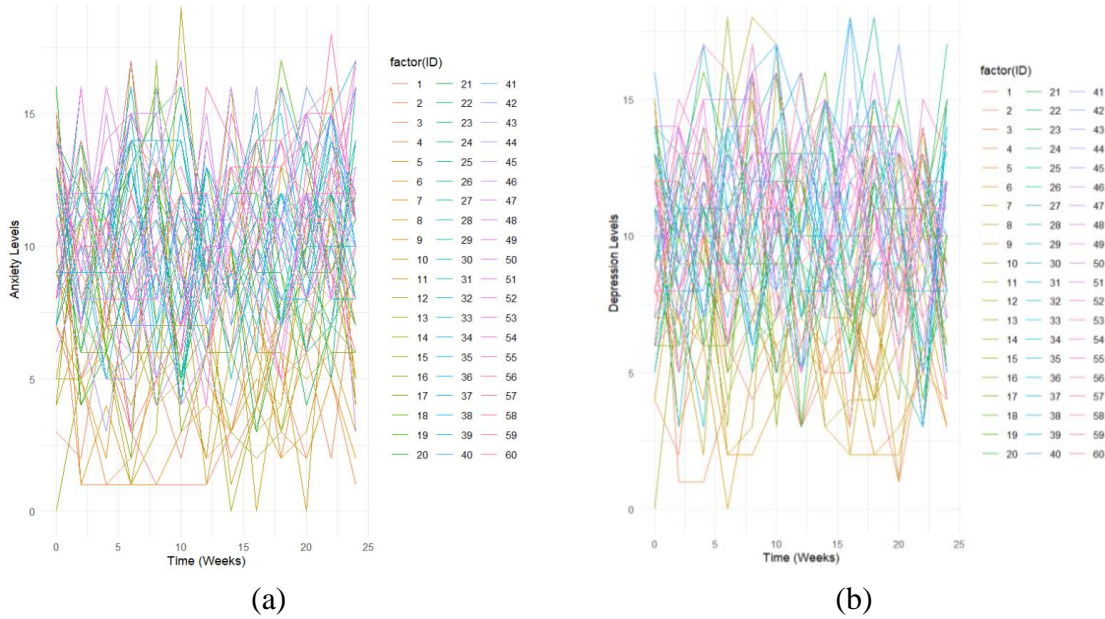 factor(ID)
1 21 41
2 22 42
3 23 43
4 24 44
5 25 45
6 26 46
7 27 47
8 28 48
9 29 49
10 30 50
11 31 51
12 32 52
13 33 53
14 34 54
15 35 55
16 36 56
17 37 57
18 38 58
19 39 59
20 40 60
Anxiety Levels
15
10
5
0
0 5 10 15 20 25
Time (Weeks)
(a)
factor(ID)
1 21 41
2 22 42
3 23 43
4 24 44
5 25 45
6 26 46
7 27 47
8 28 48
9 29 49
10 30 50
11 31 51
12 32 52
13 33 53
14 34 54
15 35 55
16 36 56
17 37 57
18 38 58
19 39 59
20 40 60
Depression Levels
15
10
5
0
0 5 10 15 20 25
Time (Weeks)
(b)